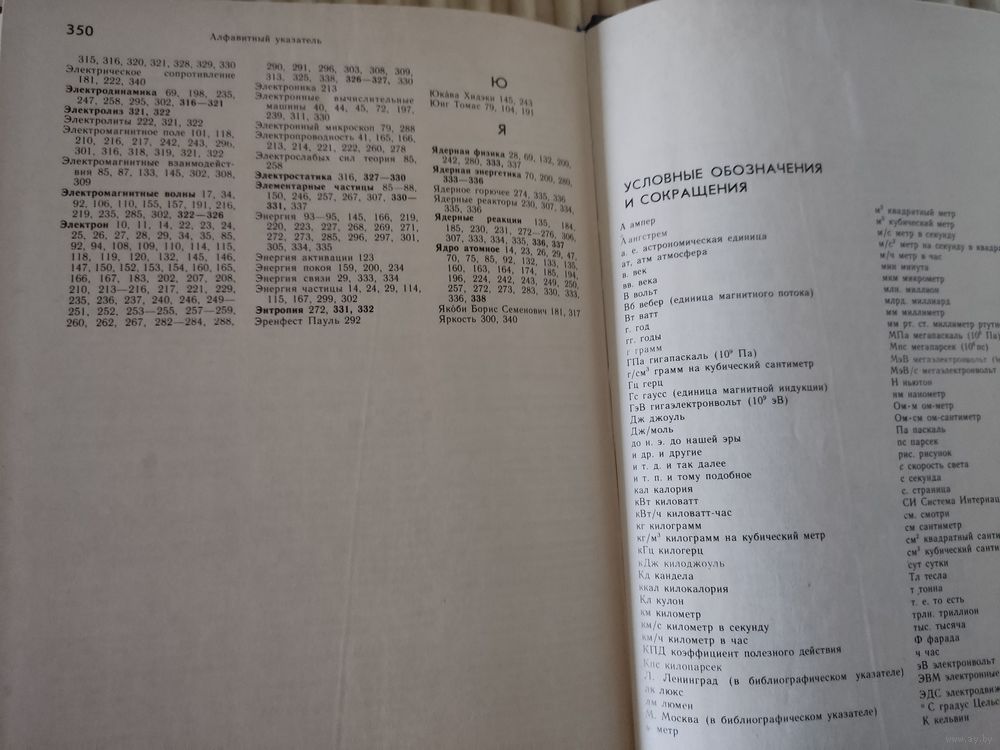 350
Алфавитный указатель
315, 316, 320, 321, 328, 329, 330
Электрическое сопротивление
181, 222, 340
Электродинамика 69, 198, 235,
247, 258, 295, 302, 316—321
Электролиз 321, 322
Электролиты 222, 321, 322
Электромагнитное поле 101, 118,
210, 216, 217, 242, 243, 296,
301, 316, 318, 319, 321, 322
Электромагнитные взаимодейст-
вия 85, 87, 133, 145, 302, 308,
309
Электромагнитные волны 17, 34,
92, 106, 110, 155, 157, 191, 216,
219, 235, 285, 302, 322—326
Электрон 10, 11, 14, 22, 23, 24,
25, 26, 27, 28, 29, 34, 35, 85,
92, 94, 108, 109, 110, 114, 115,
118, 119, 120, 132, 145, 146,
147, 150, 152, 153, 154, 160, 165,
166, 167, 183, 202, 207, 208,
210, 213—216, 217, 221, 229,
235, 236, 237, 240, 246, 249—
251, 252, 253—255, 257—259,
260, 262, 267, 282—284, 288,
290, 291, 296, 303, 308, 309,
313, 325, 338, 326—327, 330
Электроника 213
Электронные вычислительные
машины 40, 44, 45, 72, 197,
239, 311, 330
Электронный микроскоп 79, 288
Электропроводность 41, 165, 166,
213, 214, 221, 222, 260, 278
Электрослабых сил теория 85,
258
Электростатика 316, 327—330
Элементарные частицы 85—88,
150, 246, 257, 267, 307, 330—
331, 337
Энергия 93—95, 145, 166, 219,
220, 223, 227, 268, 269, 271,
272, 273, 285, 296, 297, 301,
305, 334, 335
Энергия активации 123
Энергия покоя 159, 200, 234
Энергия связи 29, 333, 334
Энергия частицы 14, 24, 29, 114,
115, 167, 299, 302
Энтропия 272, 331, 332
Эренфест Пауль 292
Ю
Юкава Хидэки 145, 243
Юнг Томас 79, 104, 191
Я
Ядерная физика 28, 69, 132, 200,
242, 280, 333, 337
Ядерная энергетика 70, 200, 280,
333—336
Ядерное горючее 274, 335, 336
Ядерные реакторы 230, 307, 334,
335, 336
Ядерные реакции 135, 184,
185, 230, 231, 272—276, 306,
307, 333, 334, 335, 336, 337
Ядро атомное 14, 23, 26, 29, 47,
70, 75, 85, 92, 132, 133, 135,
160, 163, 164, 174, 185, 194,
196, 224, 242, 243, 249, 250,
257, 272, 273, 283, 330, 333,
336, 338
Якоби Борис Семенович 181, 317
Яркость 300, 340
УСЛОВНЫЕ ОБОЗНАЧЕНИЯ
И СОКРАЩЕНИЯ
А ампер
Å ангстрем
а. е. астрономическая единица
ат, атм атмосфера
в. век
вв. века
В вольт
Вб вебер (единица магнитного потока)
Вт ватт
г. год
гг. годы
г грамм
ГПа гигапаскаль (10⁹ Па)
г/см³ грамм на кубический сантиметр
Гц герц
Гс гаусс (единица магнитной индукции)
ГэВ гигаэлектронвольт (10⁹ эВ)
Дж джоуль
Дж/моль
до н. э. до нашей эры
и др. и другие
и т. д. и так далее
и т. п. и тому подобное
кал калория
кВт киловатт
кВт/ч киловатт-час
кг килограмм
кг/м³ килограмм на кубический метр
кГц килогерц
кДж килоджоуль
Кд кандела
ккал килокалория
Кл кулон
км километр
км/с километр в секунду
км/ч километр в час
КПД коэффициент полезного действия
Кпс килопарсек
Л. Ленинград (в библиографическом указателе)
лк люкс
лм люмен
М. Москва (в библиографическом указателе)
м метр
м² квадратный метр
м³ кубический метр
м/с метр в секунду
м/с² метр на секунду в квадра
м/ч метр в час
мин минута
мкм микрометр
млн. миллион
млрд. миллиард
мм миллиметр
мм рт. ст. миллиметр ртутн
МПа мегапаскаль (10⁶ Па)
Мпс мегапарсек (10⁶ пс)
МэВ мегаэлектронвольт
МэВ/с мегаэлектронвольт
Н ньютон
нм нанометр
Ом·м ом-метр
Ом·см ом-сантиметр
Па паскаль
пс парсек
рис. рисунок
с скорость света
с секунда
с. страница
СИ Система Интернац
см. смотри
см сантиметр
см² квадратный санти
см³ кубический санти
сут сутки
Тл тесла
т тонна
т. е. то есть
трлн. триллион
тыс. тысяча
Ф фарада
ч час
эВ электронвольт
ЭВМ электронные
ЭДС электродвиж
°С градус Цельс
К кельвин
www.ay.by